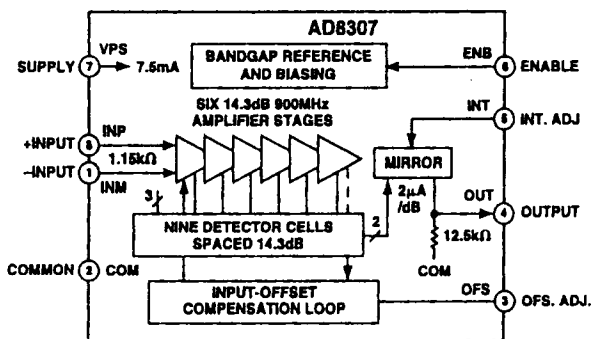 AD8307
VPS
SUPPLY 7 7.5mA
BANDGAP REFERENCE
AND BIASING
ENB
6 ENABLE
SIX 14.3dB 900MHz
AMPLIFIER STAGES
INT
5 INT. ADJ
+INPUT 8 INP
1.15kΩ
–INPUT 1 INM
MIRROR
3
2µA
/dB
OUT
4 OUTPUT
NINE DETECTOR CELLS
SPACED 14.3dB
2
12.5kΩ
COMMON 2 COM
COM
INPUT-OFFSET
COMPENSATION LOOP
OFS
3 OFS. ADJ.